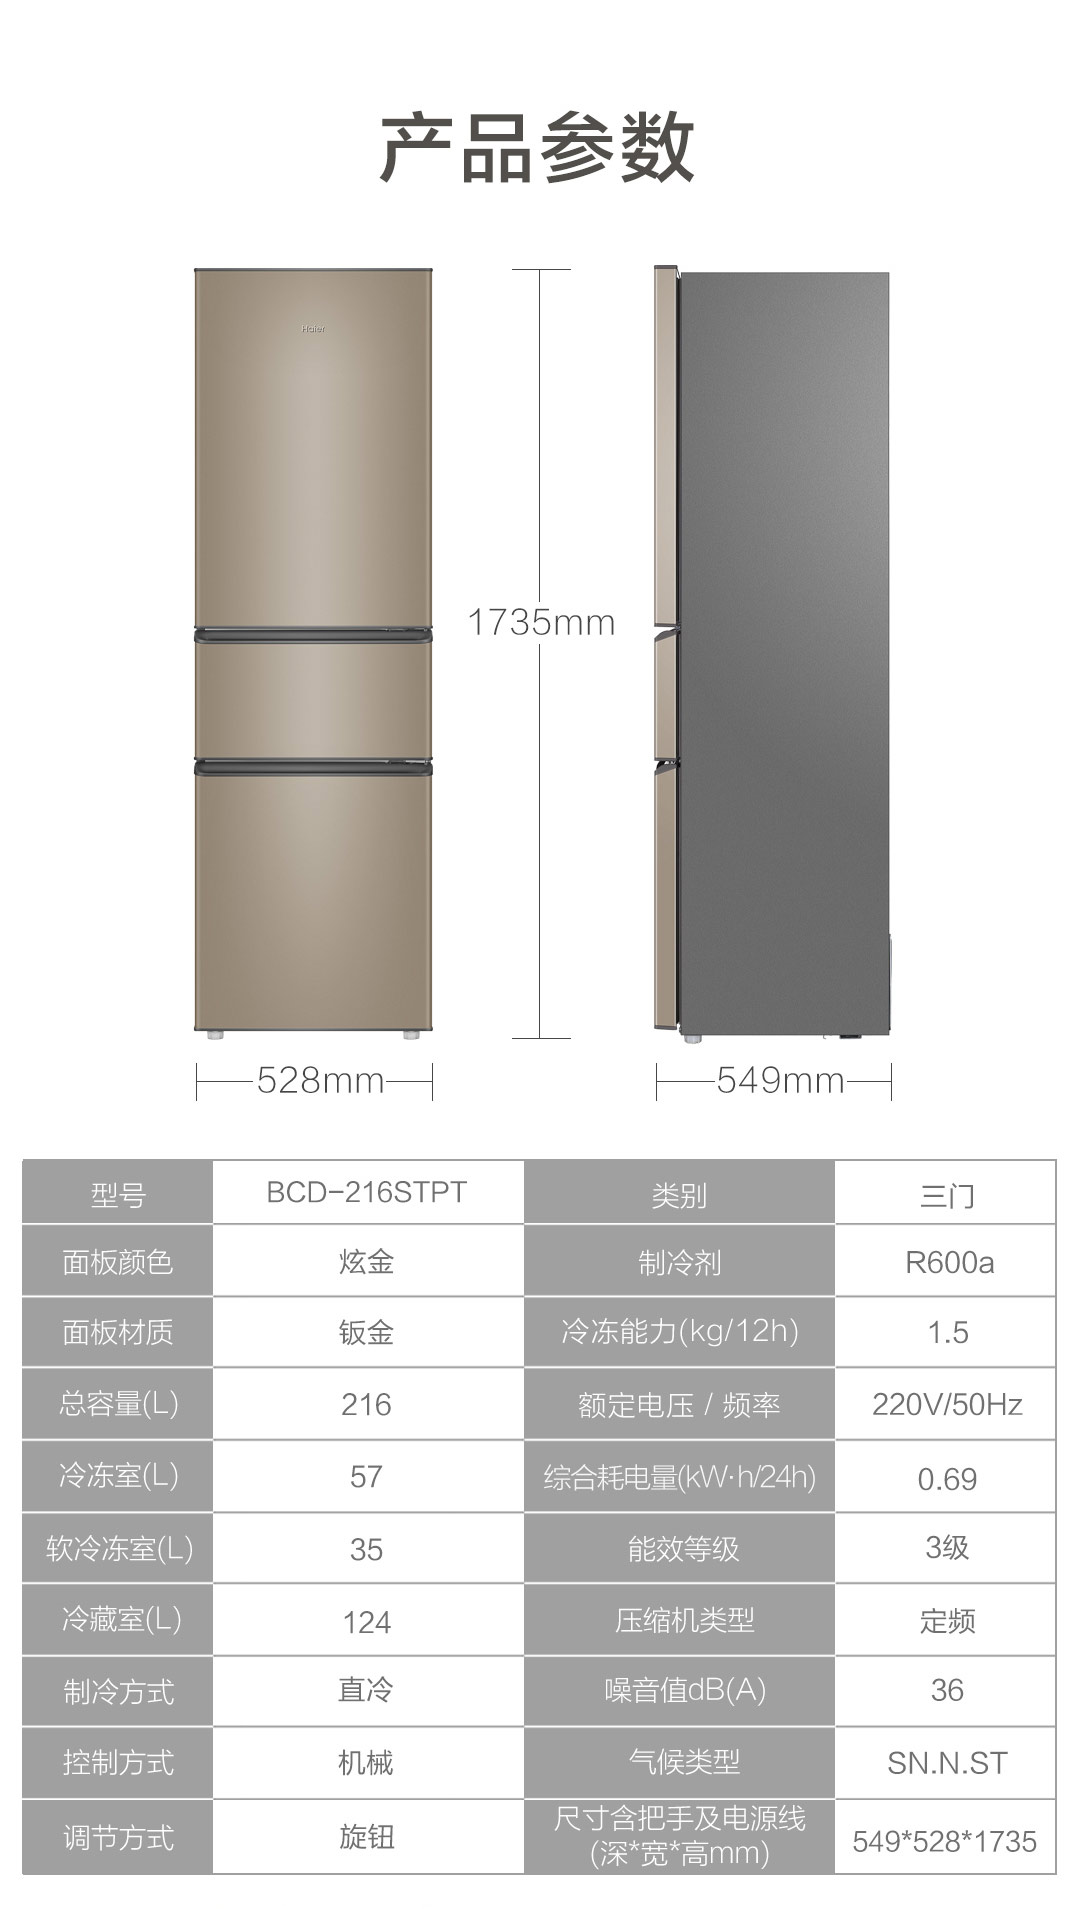 产品参数
Haier
1735mm
528mm
549mm
型号 BCD-216STPT 类别 三门
面板颜色 炫金 制冷剂 R600a
面板材质 钣金 冷冻能力(kg/12h) 1.5
总容量(L) 216 额定电压 / 频率 220V/50Hz
冷冻室(L) 57 综合耗电量(kW·h/24h) 0.69
软冷冻室(L) 35 能效等级 3级
冷藏室(L) 124 压缩机类型 定频
制冷方式 直冷 噪音值dB(A) 36
控制方式 机械 气候类型 SN.N.ST
调节方式 旋钮 尺寸含把手及电源线
(深*宽*高mm) 549*528*1735